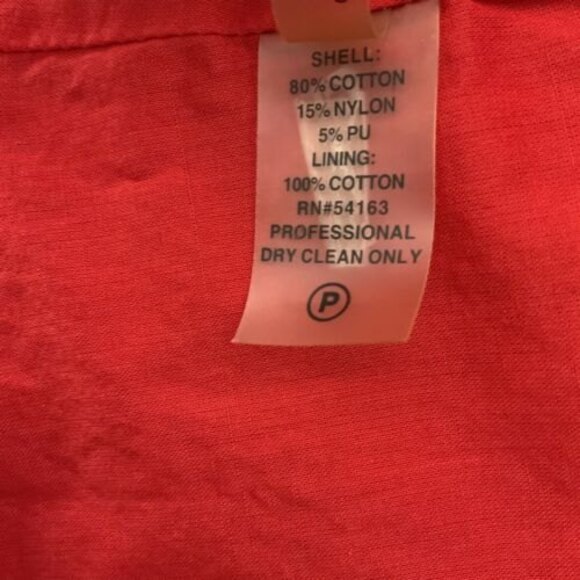 SHELL:
80% COTTON
15% NYLON
5% PU
LINING:
100% COTTON
RN#54163
PROFESSIONAL
DRY CLEAN ONLY
P